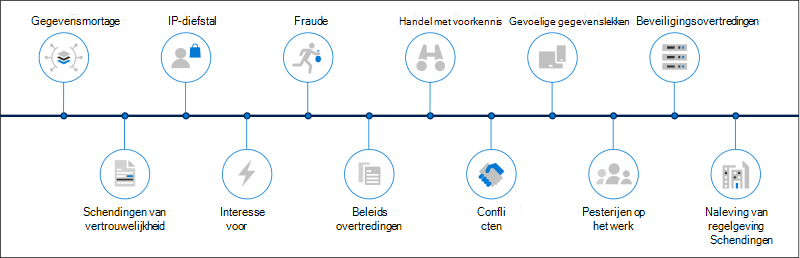 Gegevensmortage
IP-diefstal
Fraude
Handel met voorkennis
Gevoelige gegevenslekken
Beveiligingsovertredingen
Schendingen van
vertrouwelijkheid
Interesse
voor
Beleids
overtredingen
Confli
cten
Pesterijen op
het werk
Naleving van
regelgeving
Schendingen